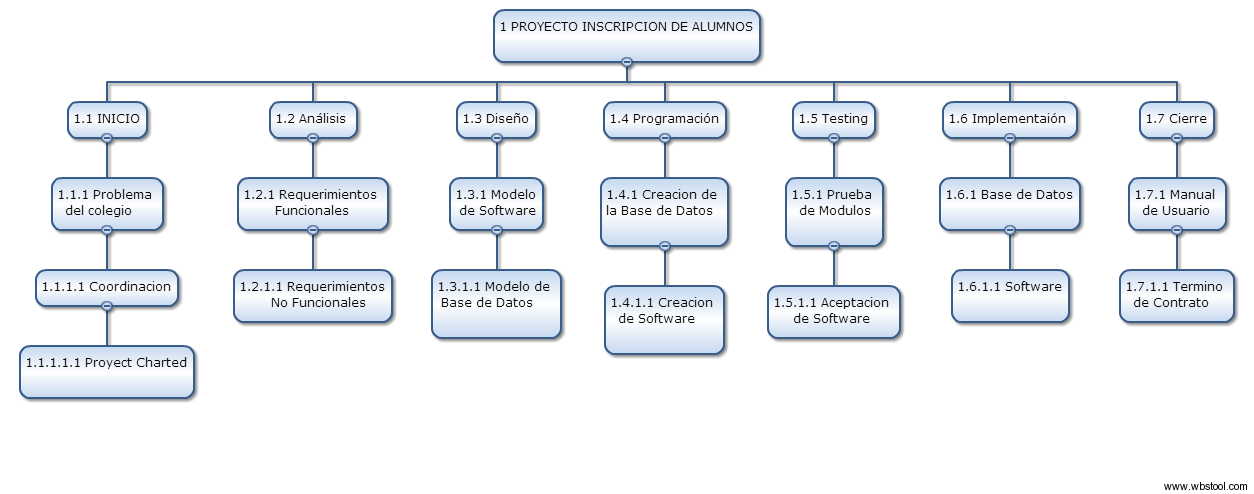 1 PROYECTO INSCRIPCION DE ALUMNOS
1.1 INICIO
1.2 Análisis
1.3 Diseño
1.4 Programación
1.5 Testing
1.6 Implementaión
1.7 Cierre
1.1.1 Problema
del colegio
1.2.1 Requerimientos
Funcionales
1.3.1 Modelo
de Software
1.4.1 Creacion de
la Base de Datos
1.5.1 Prueba
de Modulos
1.6.1 Base de Datos
1.7.1 Manual
de Usuario
1.1.1.1 Coordinacion
1.2.1.1 Requerimientos
No Funcionales
1.3.1.1 Modelo de
Base de Datos
1.4.1.1 Creacion
de Software
1.5.1.1 Aceptacion
de Software
1.6.1.1 Software
1.7.1.1 Termino
de Contrato
1.1.1.1.1 Proyect Charted
www.wbstool.com